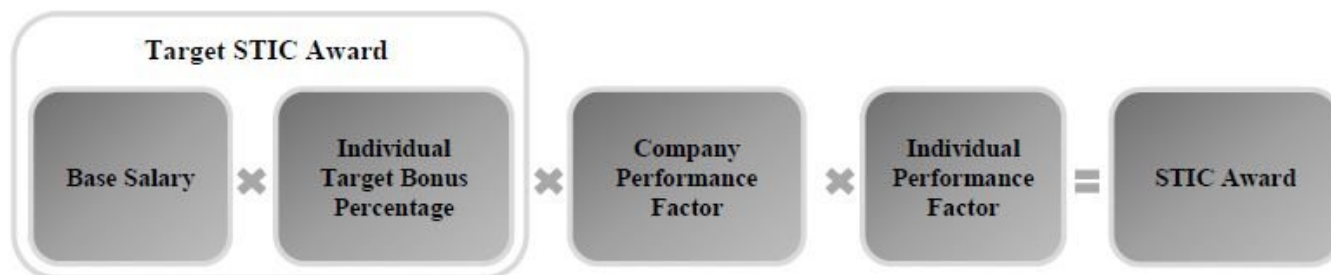 Target STIC Award
Base Salary
✖
Individual
Target Bonus
Percentage
✖
Company
Performance
Factor
✖
Individual
Performance
Factor
=
STIC Award